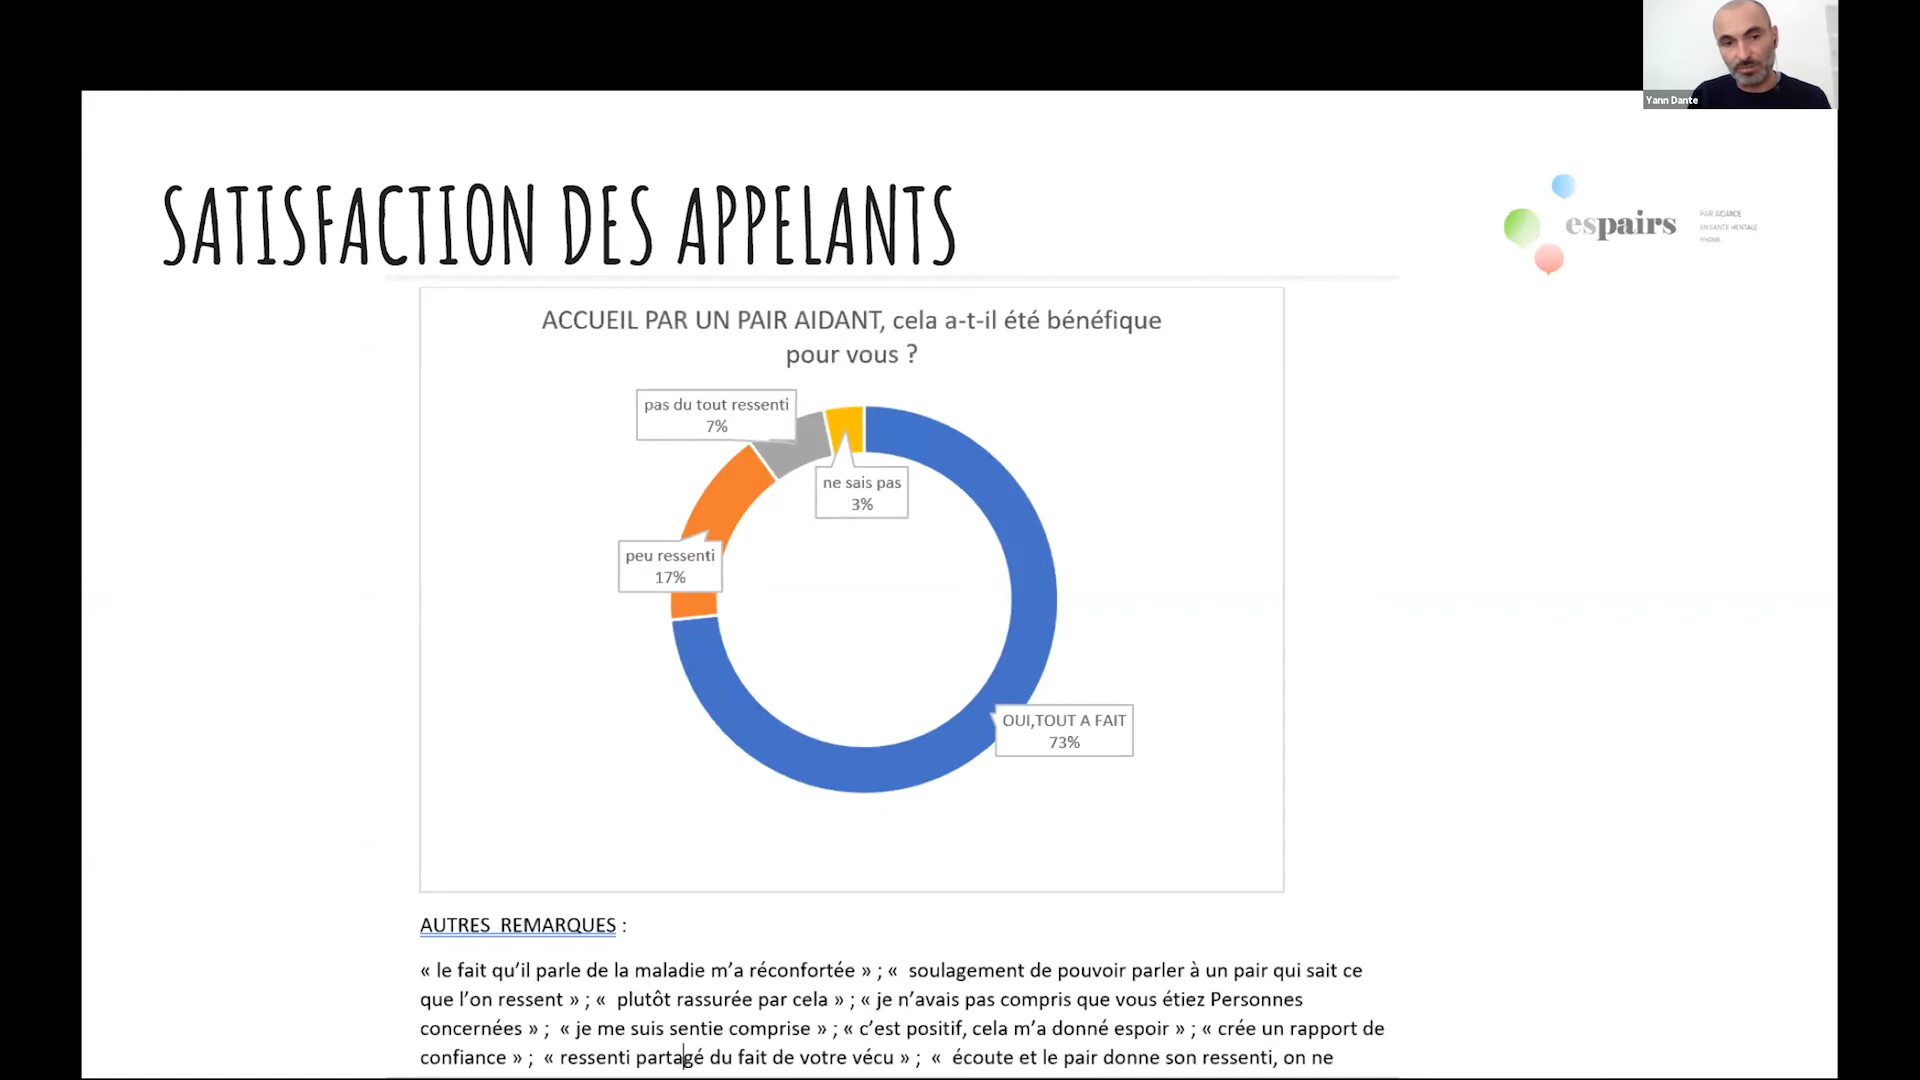 Yann Dante
SATISFACTION DES APPELANTS
espairs
PAIR AIDANCE
EN SANTE MENTALE
RHONE
ACCUEIL PAR UN PAIR AIDANT, cela a-t-il été bénéfique
pour vous ?
pas du tout ressenti
7%
ne sais pas
3%
peu ressenti
17%
OUI,TOUT A FAIT
73%
AUTRES REMARQUES :
« le fait qu’il parle de la maladie m’a réconfortée » ; « soulagement de pouvoir parler à un pair qui sait ce
que l’on ressent » ; « plutôt rassurée par cela » ; « je n’avais pas compris que vous étiez Personnes
concernées » ; « je me suis sentie comprise » ; « c’est positif, cela m’a donné espoir » ; « crée un rapport de
confiance » ; « ressenti partagé du fait de votre vécu » ; « écoute et le pair donne son ressenti, on ne